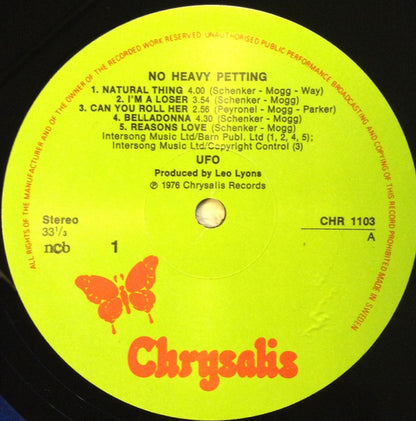 ALL RIGHTS OF THE MANUFACTURER AND OF THE OWNER OF THE RECORDED WORK RESERVED UNAUTHORISED PUBLIC PERFORMANCE BROADCASTING AND COPYING OF THIS RECORD PROHIBITED MADE IN SWEDEN
NO HEAVY PETTING
1. NATURAL THING 4.00 (Schenker - Mogg - Way)
2. I'M A LOSER 3.54 (Schenker - Mogg)
3. CAN YOU ROLL HER 2.56 (Peyronel - Mogg - Parker)
4. BELLADONNA 4.30 (Schenker - Mogg)
5. REASONS LOVE (Schenker - Mogg)
Intersong Music Ltd/Barn Publ. Ltd (1, 2, 4, 5);
Intersong Music Ltd/Copyright Control (3)
UFO
Produced by Leo Lyons
℗ 1976 Chrysalis Records
Stereo
33 1/3
ncb
1
CHR 1103
A
Chrysalis